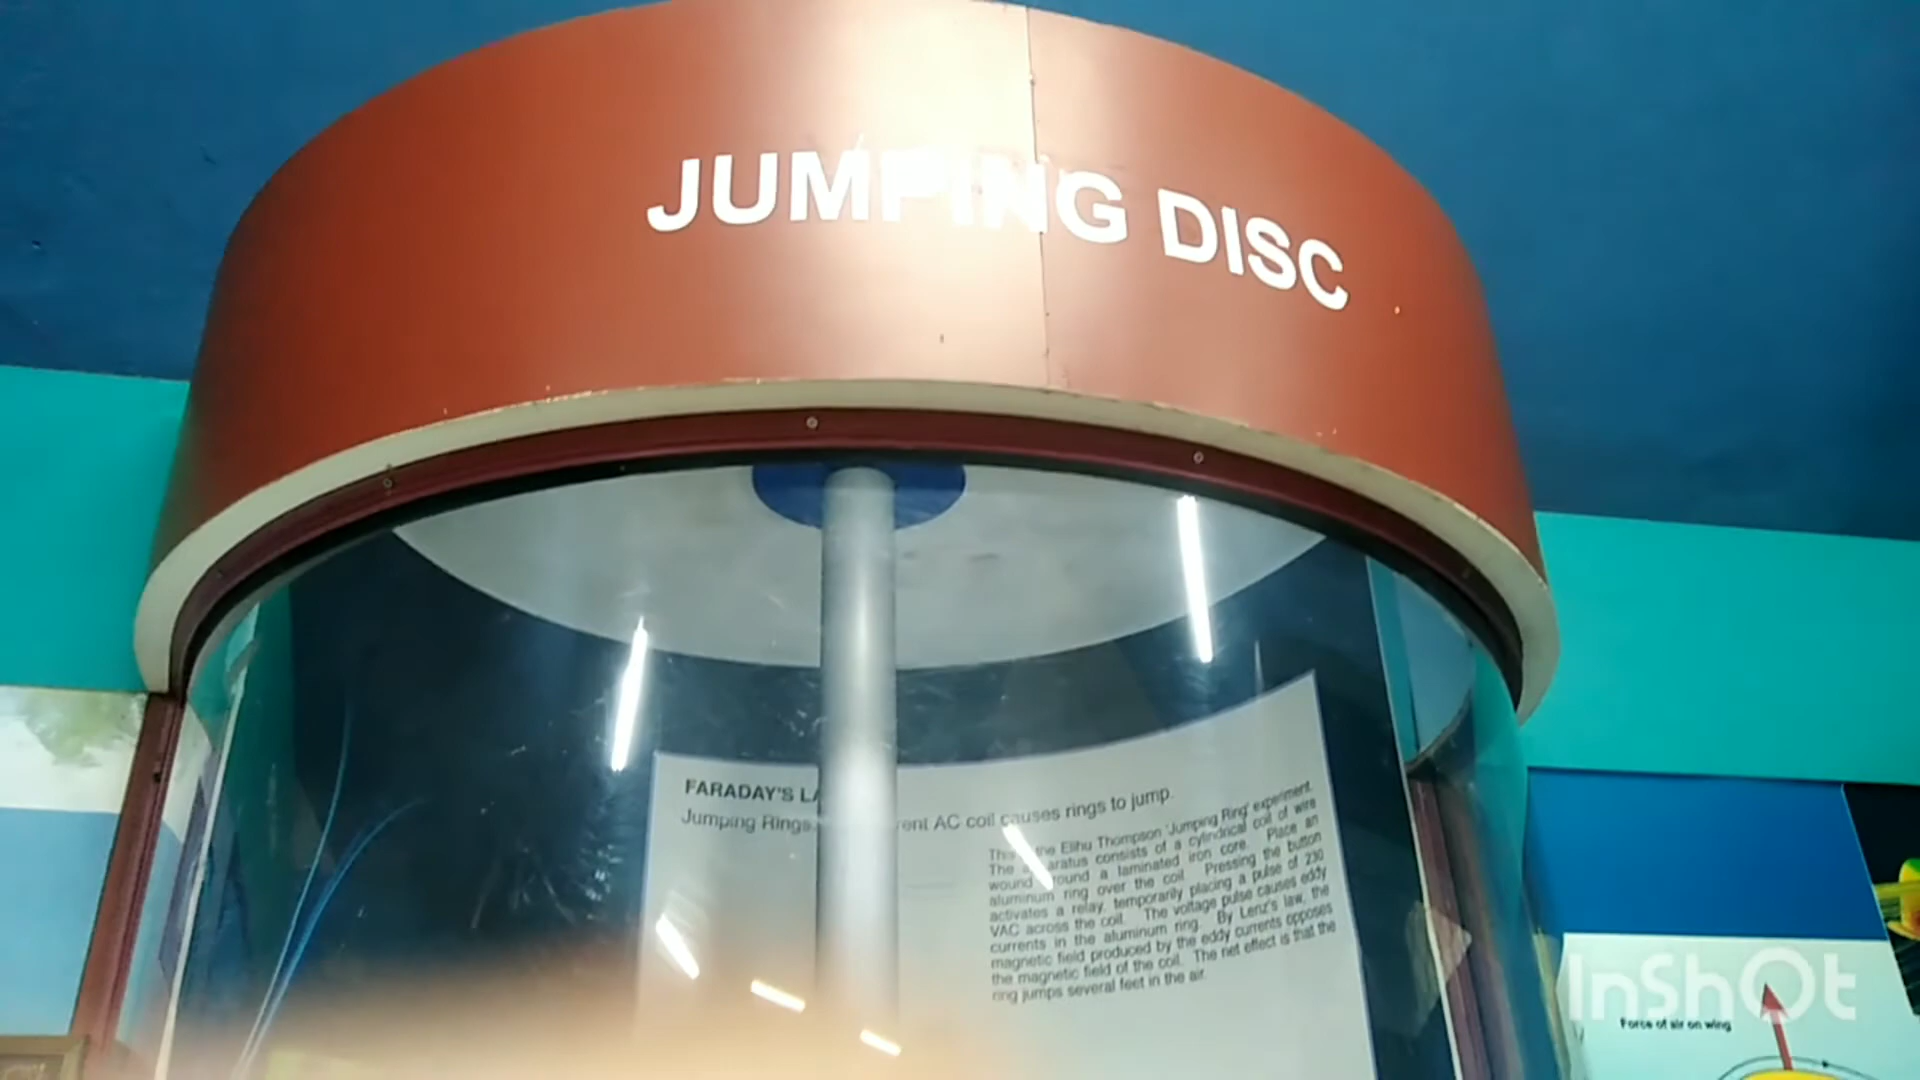 JUMPING DISC
FARADAY'S
Jumping Rings. AC coil causes rings to jump.
the Elihu Thompson 'Jumping Ring' experiment.
The consists of a cylindrical coil of wire
wound a laminated iron core. Place an
aluminum ring over the coil. Pressing the button
activates a relay, temporarily placing a pulse of 230
VAC across the coil. The voltage pulse causes eddy
currents in the aluminum ring. By Lenz's law, the
magnetic field produced by the eddy currents opposes
the magnetic field of the coil. The net effect is that the
ring jumps several feet in the air.
Force of air on wing
InShOt